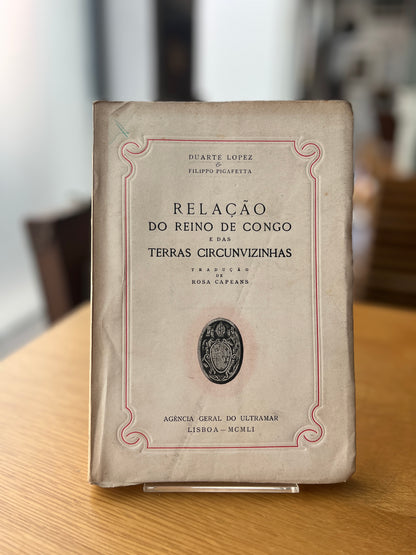 DUARTE LOPEZ
&
FILIPPO PIGAFETTA
RELAÇÃO
DO REINO DE CONGO
E DAS
TERRAS CIRCUNVIZINHAS
TRADUÇÃO
DE
ROSA CAPEANS
AGÊNCIA GERAL DO ULTRAMAR
LISBOA — MCMLI